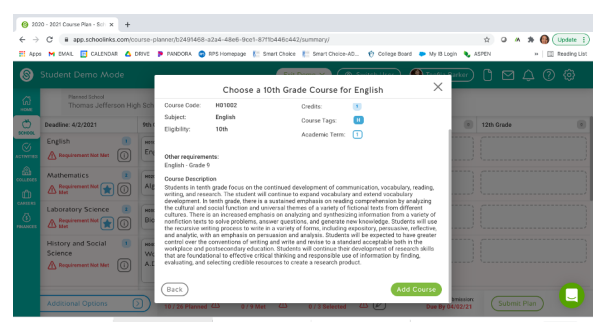 2020 - 2021 Course Plan - Sch
app.schoolinks.com/course-planner/b2491468-a2a4-48e6-9ce1-8711b446c442/summary/
Update
Apps
EMAIL
CALENDAR
DRIVE
PANDORA
RPS Homepage
Smart Choice
Smart Choice-AD...
College Board
My IB Login
ASPEN
Reading List
Student Demo Mode
Choose a 10th Grade Course for English
HOME
SCHOOL
ACTIVITIES
COLLEGES
CAREERS
FINANCES
Planned School
Thomas Jefferson High Sch
Deadline: 4/2/2021
9th
12th Grade
English
Requirement Not Met
Mathematics
Requirement Not Met
Laboratory Science
Requirement Not Met
History and Social
Science
Requirement Not Met
Additional Options
Course Code: H01002
Subject: English
Eligibility: 10th
Credits: 1
Course Tags: H
Academic Term: 1
Other requirements:
English - Grade 9
Course Description
Students in tenth grade focus on the continued development of communication, vocabulary, reading,
writing, and research. The student will continue to expand vocabulary and extend vocabulary
development. In tenth grade, there is a sustained emphasis on reading comprehension by analyzing
the cultural and social function and universal themes of a variety of fictional texts from different
cultures. There is an increased emphasis on analyzing and synthesizing information from a variety of
nonfiction texts to solve problems, answer questions, and generate new knowledge. Students will use
the recursive writing process to write in a variety of forms, including expository, persuasive, reflective,
and analytic, with an emphasis on persuasion and analysis. Students will be expected to have greater
control over the conventions of writing and write and revise to a standard acceptable both in the
workplace and postsecondary education. Students will continue their development of research skills
that are foundational to effective critical thinking and responsible use of information by finding,
evaluating, and selecting credible resources to create a research product.
Back
Add Course
Due By 04/02/21
Submit Plan